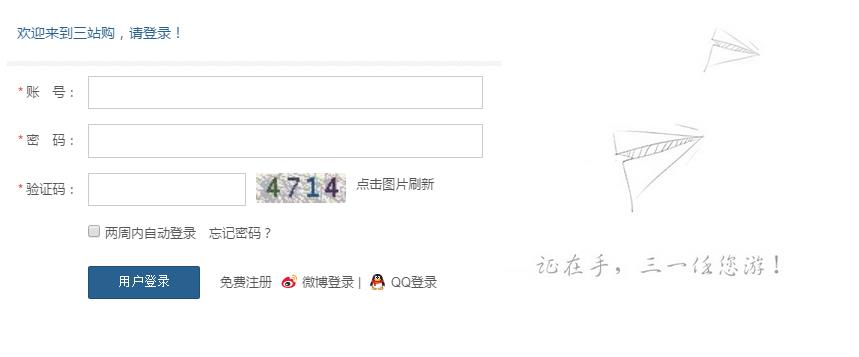 欢迎来到三站购，请登录！
*账 号：
*密 码：
*验证码： 4714 点击图片刷新
两周内自动登录 忘记密码？
用户登录 免费注册 微博登录 | QQ登录
证在手，三一任您游！